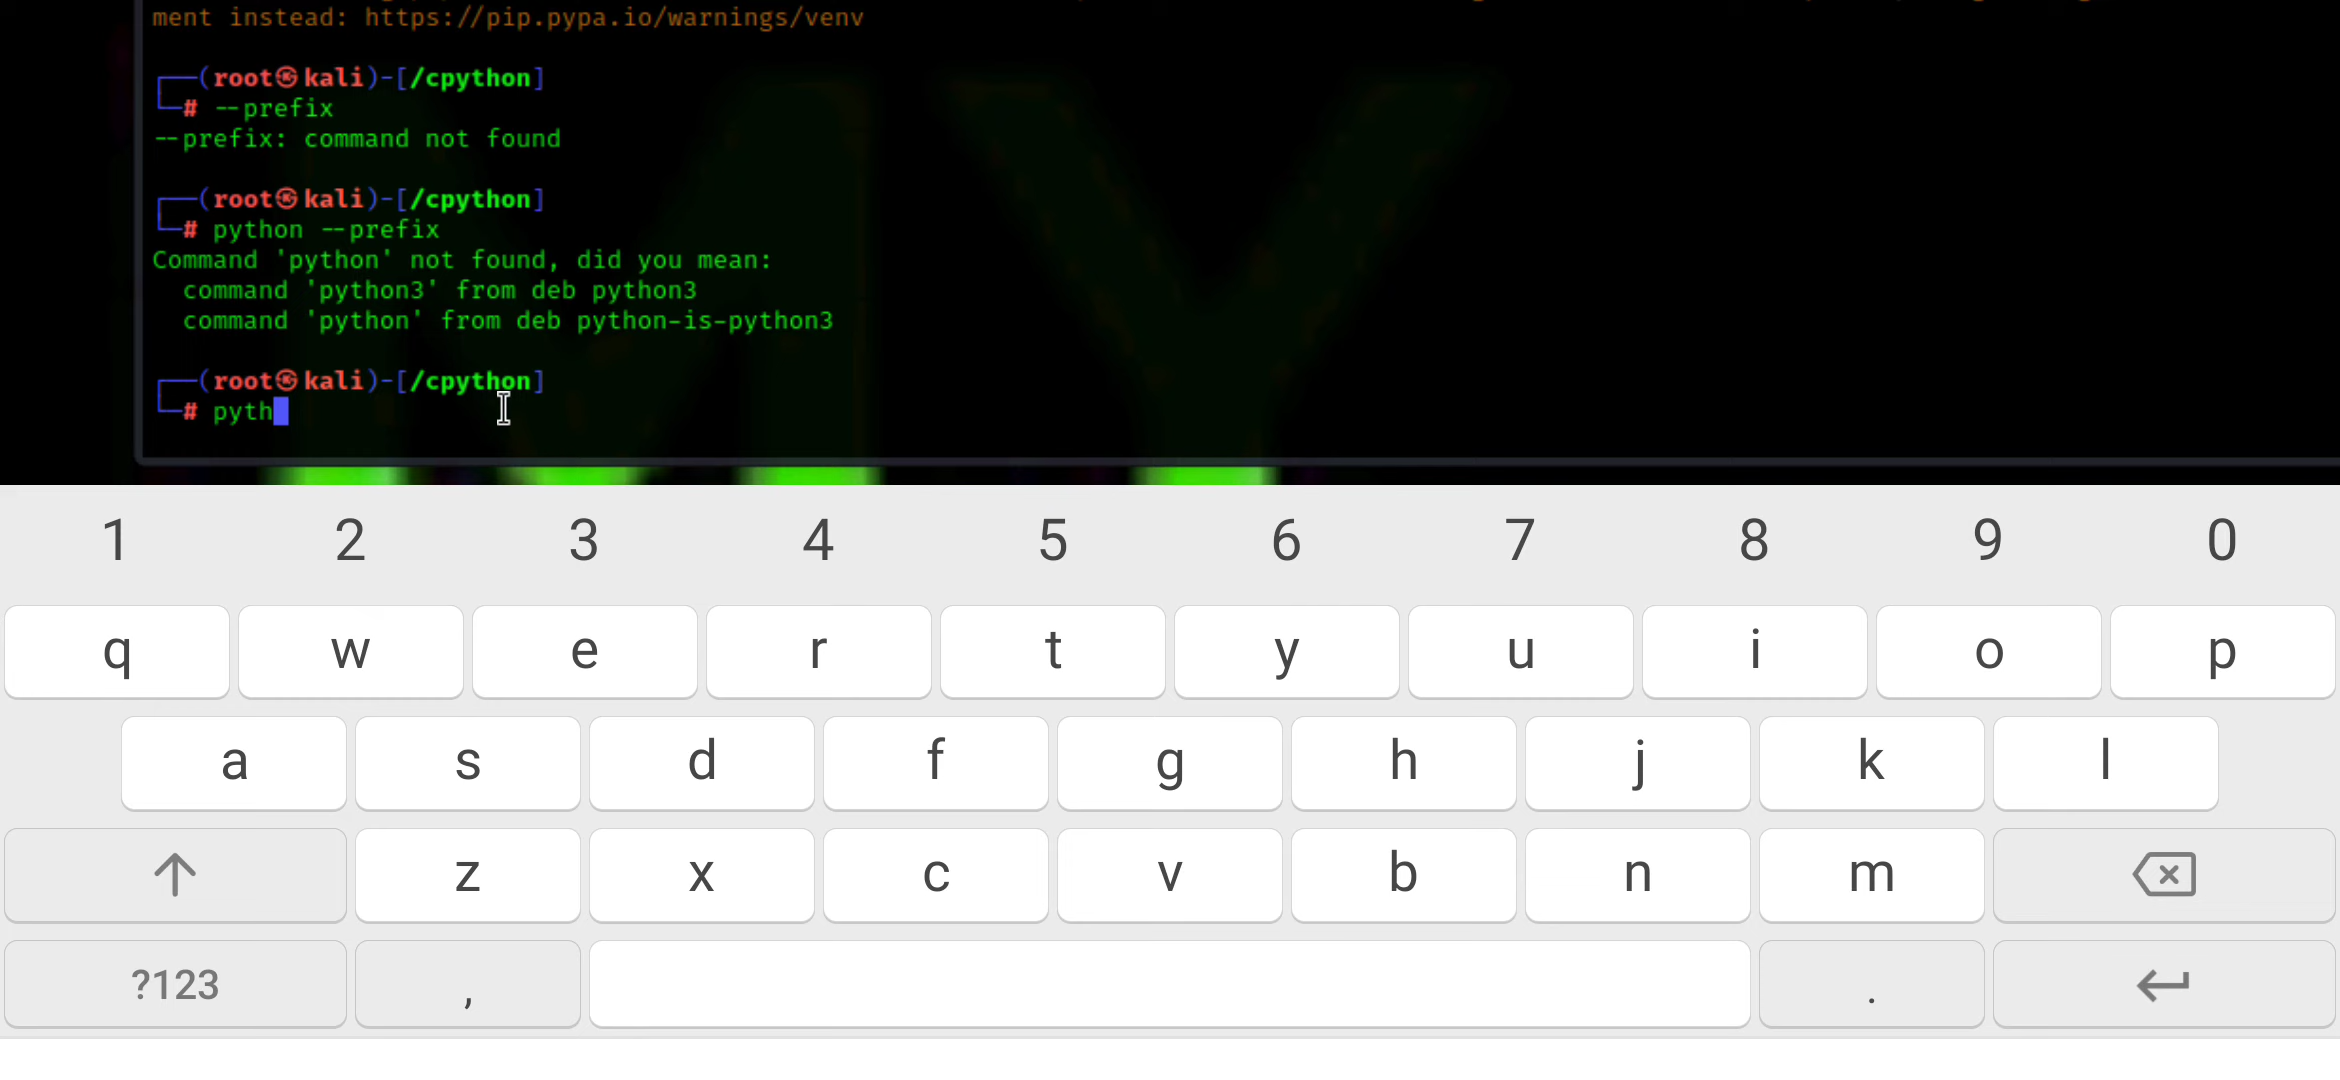 ment instead: https://pip.pypa.io/warnings/venv
┌──(root㉿kali)-[/cpython]
└─# --prefix
--prefix: command not found
┌──(root㉿kali)-[/cpython]
└─# python --prefix
Command 'python' not found, did you mean:
command 'python3' from deb python3
command 'python' from deb python-is-python3
┌──(root㉿kali)-[/cpython]
└─# pyth
1 2 3 4 5 6 7 8 9 0
q w e r t y u i o p
a s d f g h j k l
z x c v b n m
?123 , .